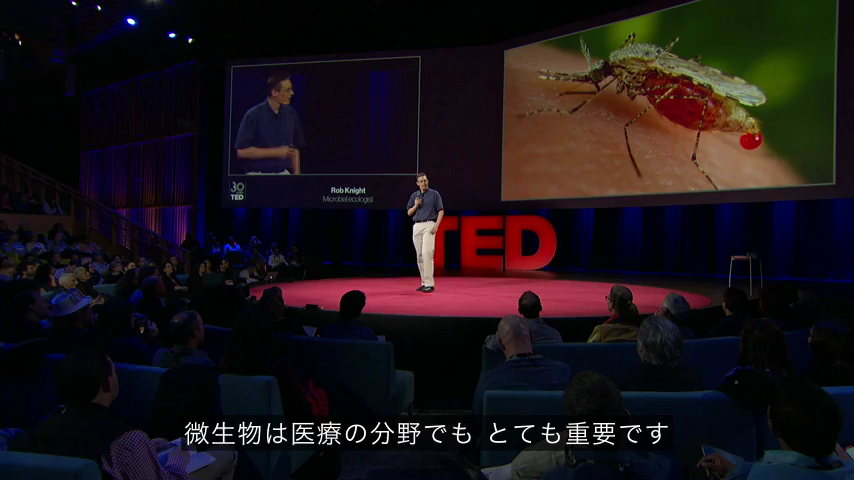 30
TED
Rob Knight
Microbial ecologist
TED
微生物は医療の分野でも とても重要です